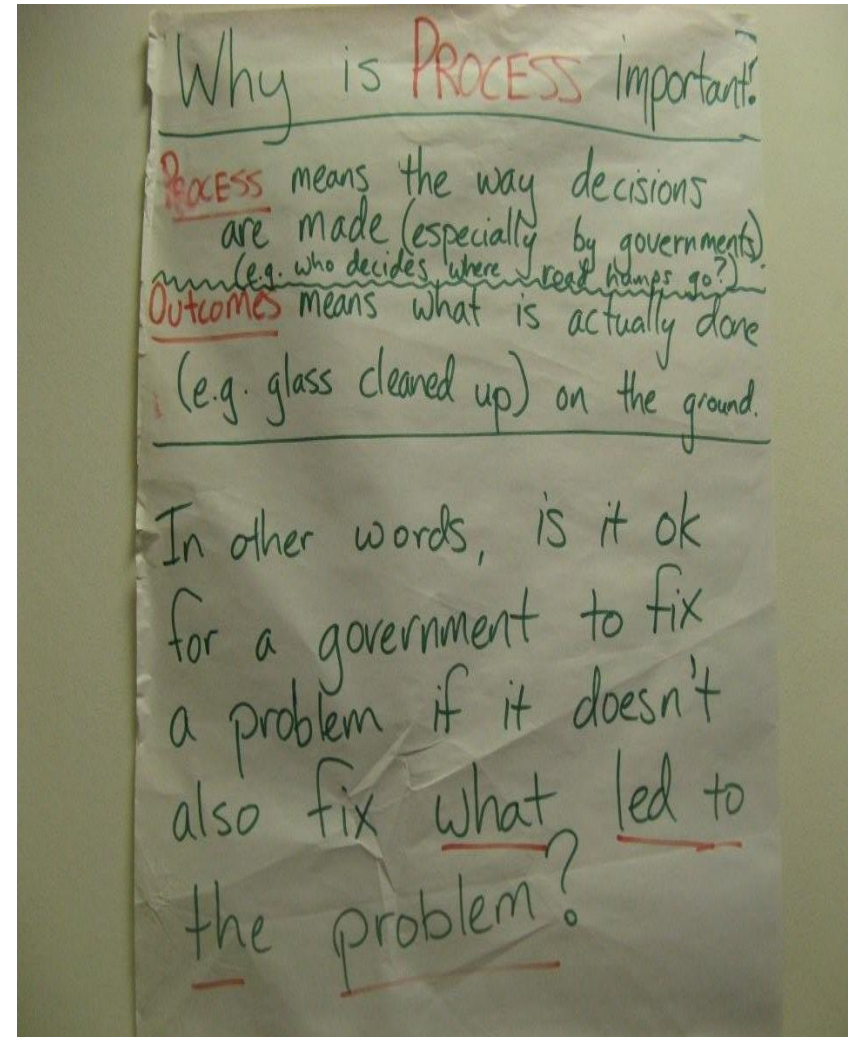 Why is PROCESS important?
PROCESS means the way decisions
are made (especially by governments).
(e.g. who decides where road humps go?)
Outcomes means what is actually done
(e.g. glass cleaned up) on the ground.
In other words, is it ok
for a government to fix
a problem if it doesn't
also fix what led to
the problem?